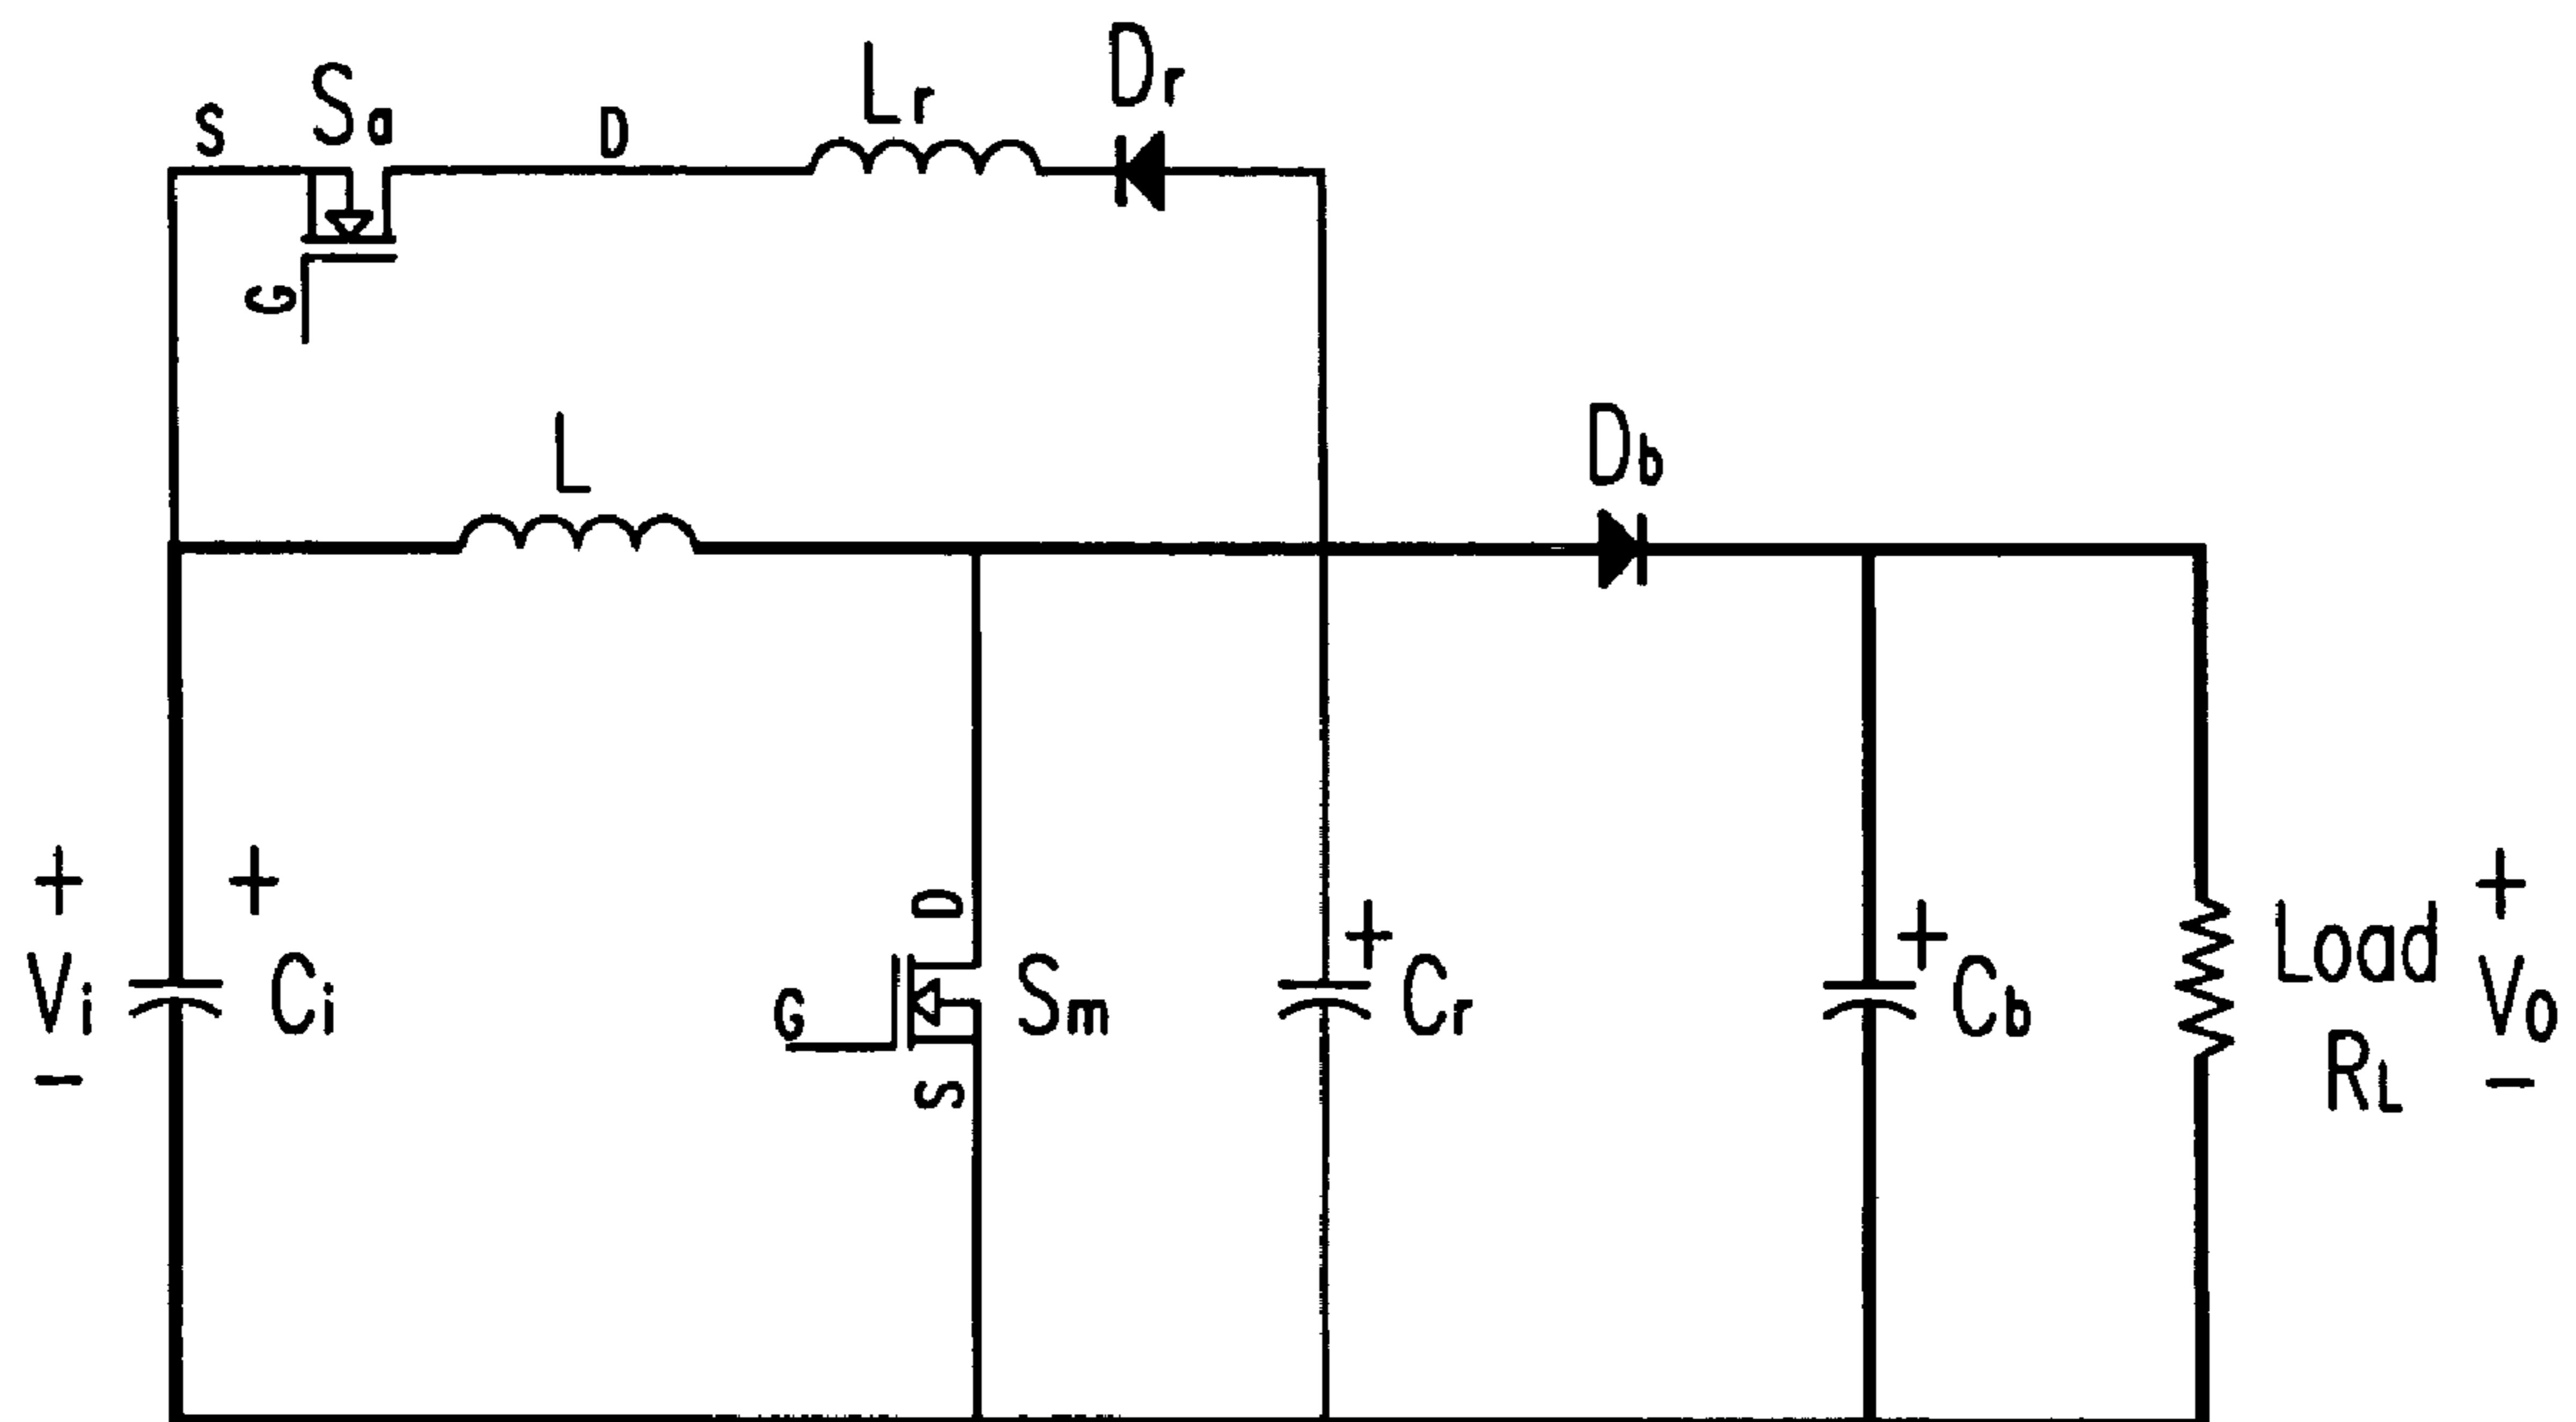 S
Sa
D
Lr
Dr
G
L
Db
+
Vi
-
+
Ci
G
D
S
Sm
+
Cr
+
Cb
Load
RL
+
Vo
-